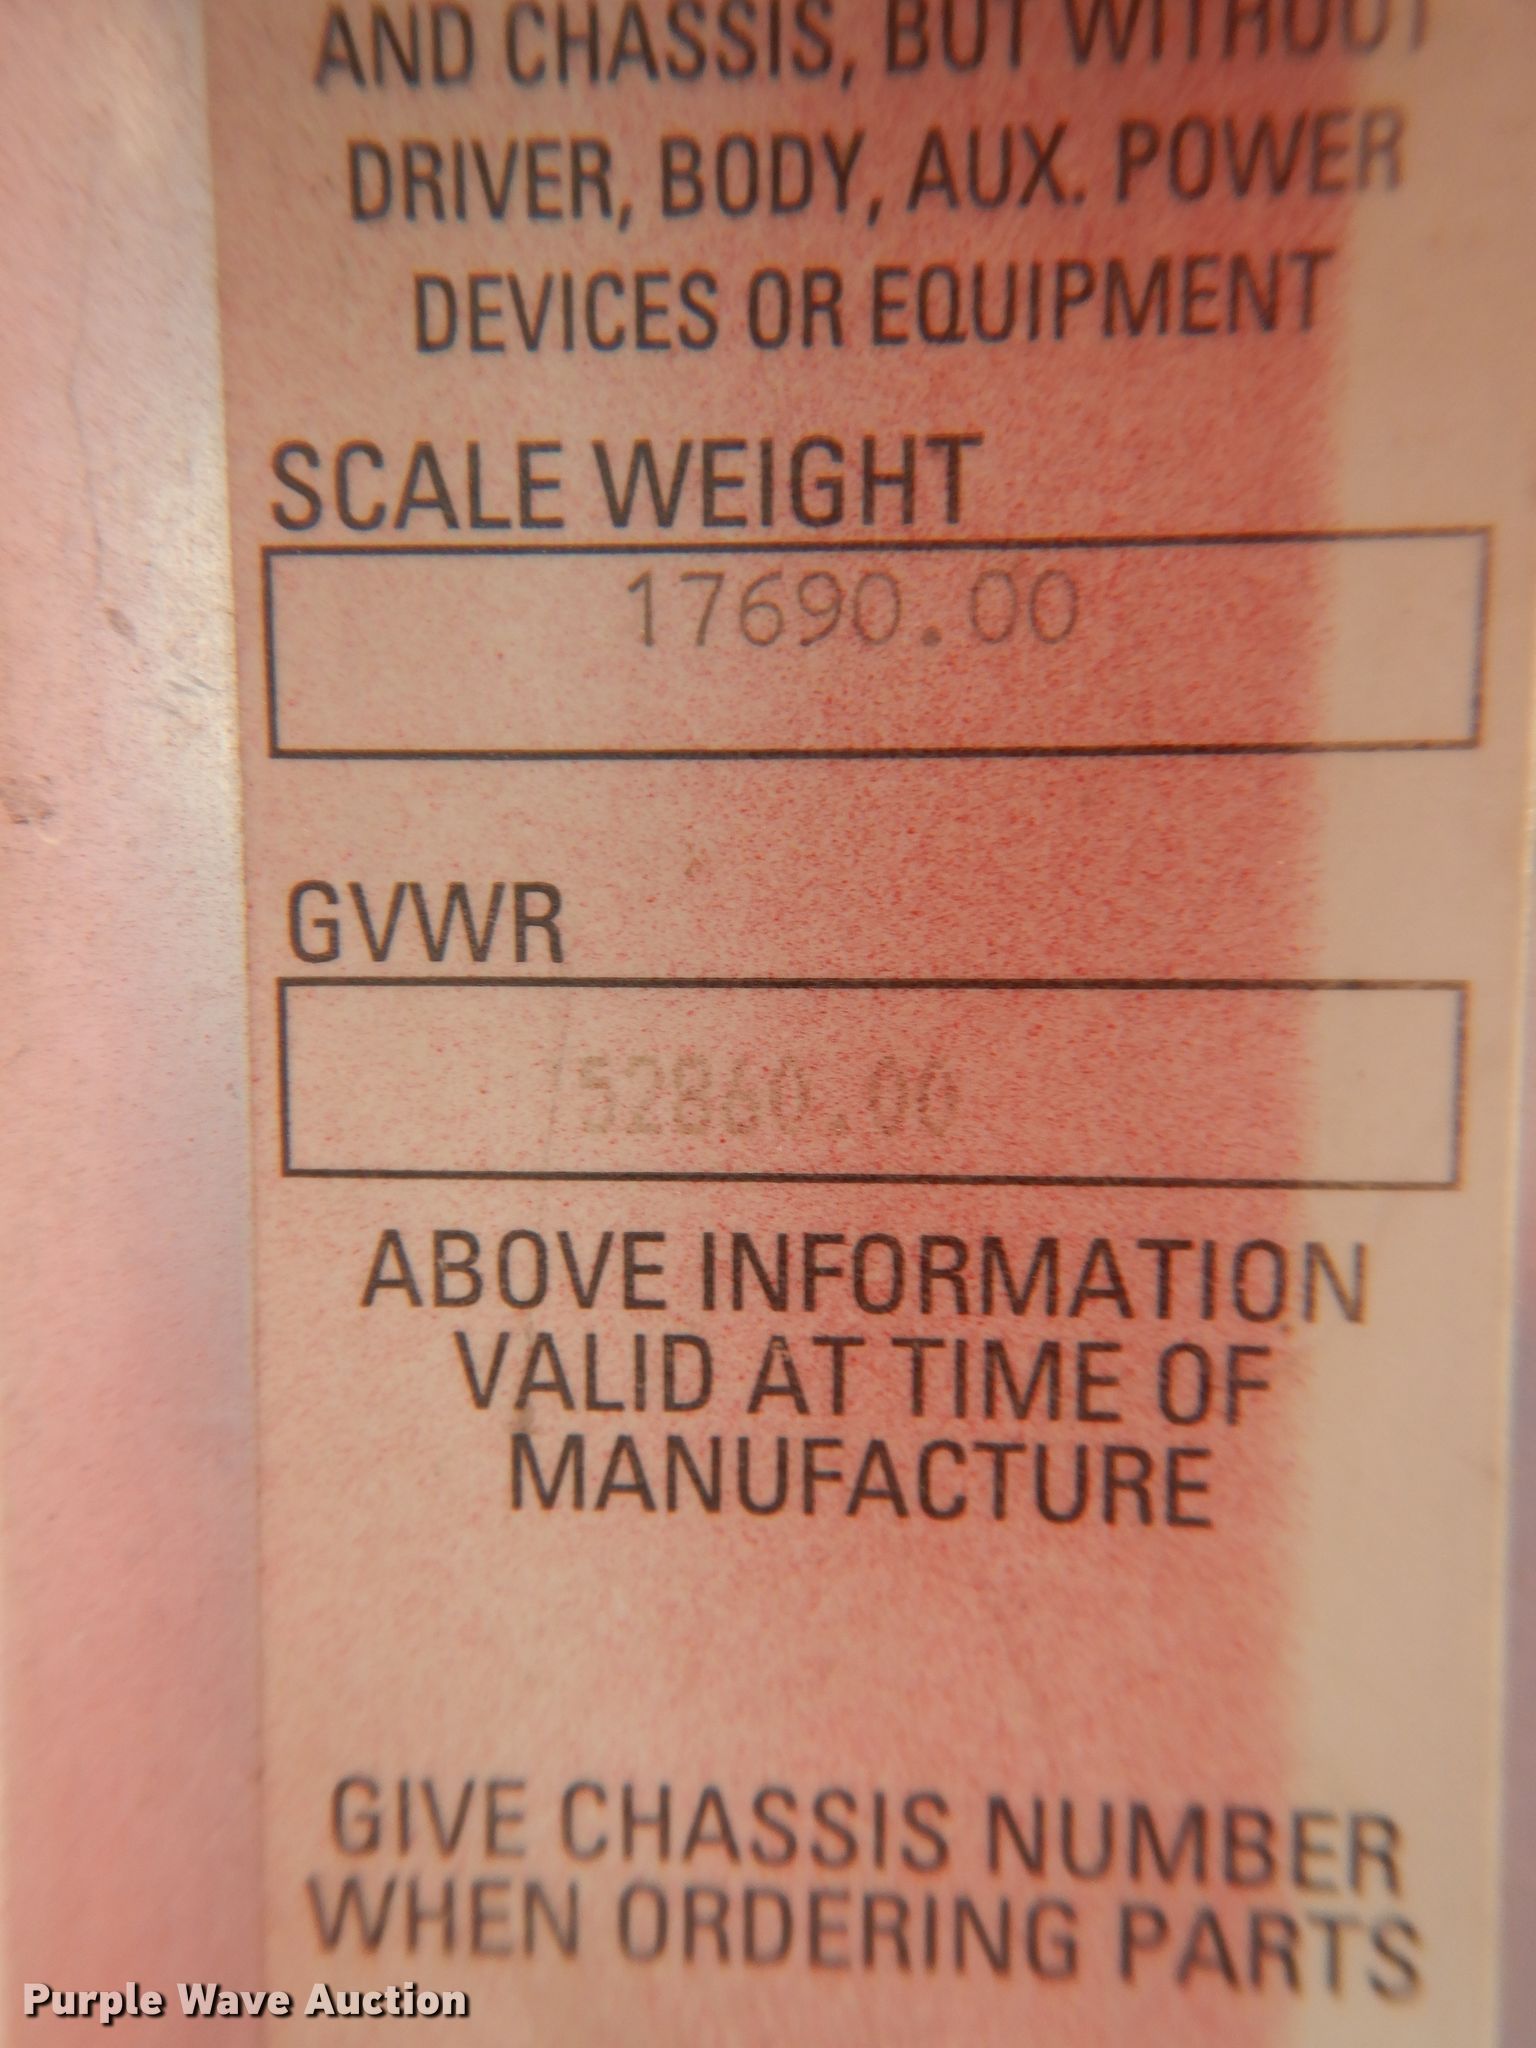 AND CHASSIS, BUT WITHOUT
DRIVER, BODY, AUX. POWER
DEVICES OR EQUIPMENT
SCALE WEIGHT
17690.00
GVWR
52860.00
ABOVE INFORMATION
VALID AT TIME OF
MANUFACTURE
GIVE CHASSIS NUMBER
WHEN ORDERING PARTS
Purple Wave Auction